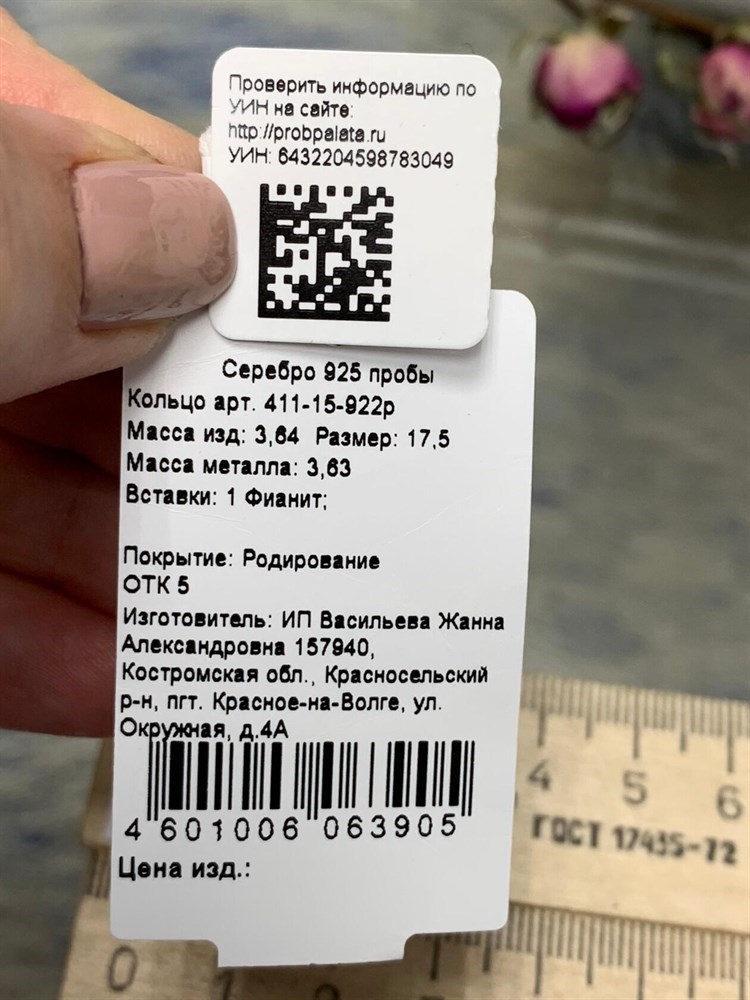 Проверить информацию по
УИН на сайте:
http://probpalata.ru
УИН: 6432204598783049
Серебро 925 пробы
Кольцо арт. 411-15-922р
Масса изд: 3,64 Размер: 17,5
Масса металла: 3,63
Вставки: 1 Фианит;
Покрытие: Родирование
ОТК 5
Изготовитель: ИП Васильева Жанна
Александровна 157940,
Костромская обл., Красносельский
р-н, пгт. Красное-на-Волге, ул.
Окружная, д.4А
4 601006 063905
Цена изд.:
4 5 6
ГОСТ 17435-72
0